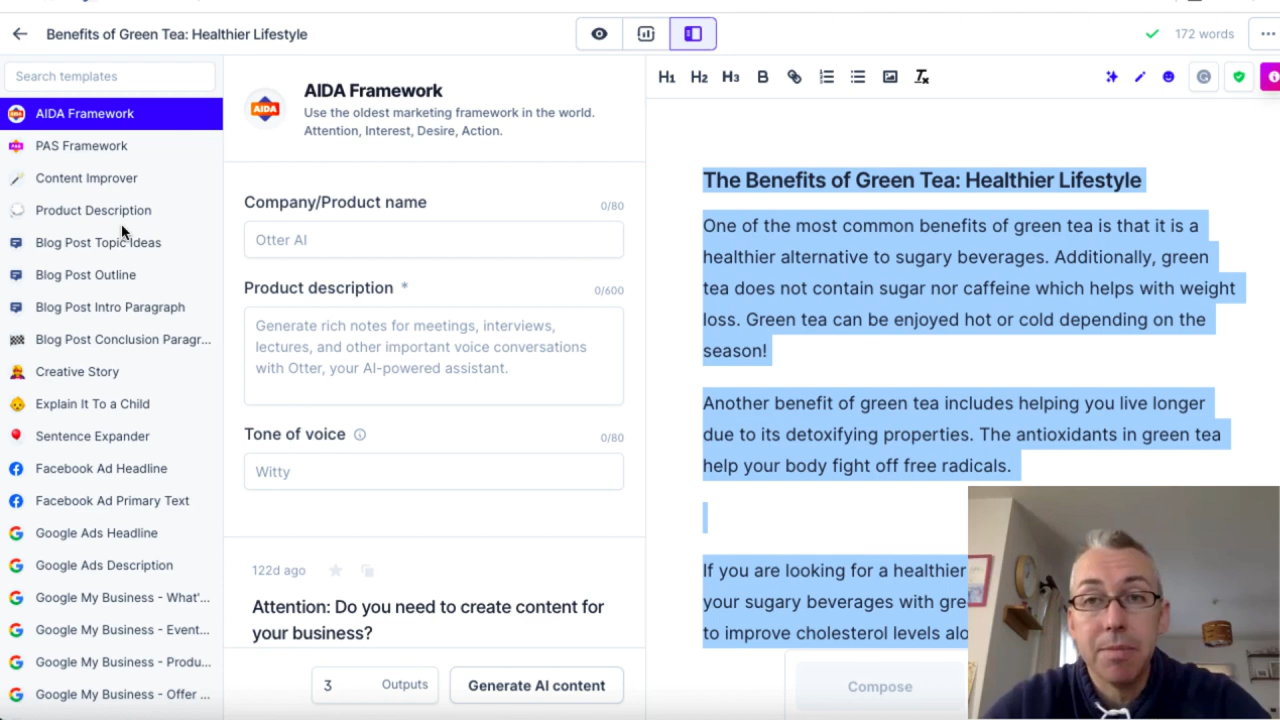 Benefits of Green Tea: Healthier Lifestyle
172 words
Search templates
AIDA Framework
PAS Framework
Content Improver
Product Description
Blog Post Topic Ideas
Blog Post Outline
Blog Post Intro Paragraph
Blog Post Conclusion Paragr...
Creative Story
Explain It To a Child
Sentence Expander
Facebook Ad Headline
Facebook Ad Primary Text
Google Ads Headline
Google Ads Description
Google My Business - What'...
Google My Business - Event...
Google My Business - Produ...
Google My Business - Offer ...
AIDA
AIDA Framework
Use the oldest marketing framework in the world.
Attention, Interest, Desire, Action.
Company/Product name
0/80
Otter AI
Product description *
0/600
Generate rich notes for meetings, interviews,
lectures, and other important voice conversations
with Otter, your AI-powered assistant.
Tone of voice
0/80
Witty
122d ago
Attention: Do you need to create content for
your business?
3 Outputs
Generate AI content
H1 H2 H3 B
The Benefits of Green Tea: Healthier Lifestyle
One of the most common benefits of green tea is that it is a
healthier alternative to sugary beverages. Additionally, green
tea does not contain sugar nor caffeine which helps with weight
loss. Green tea can be enjoyed hot or cold depending on the
season!
Another benefit of green tea includes helping you live longer
due to its detoxifying properties. The antioxidants in green tea
help your body fight off free radicals.
If you are looking for a healthier
your sugary beverages with gre
to improve cholesterol levels alo
Compose